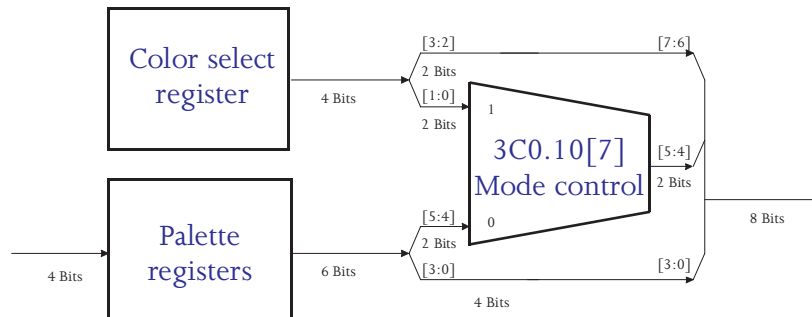 Color select
register
4 Bits
[3:2]
2 Bits
[1:0]
2 Bits
[7:6]
1
3C0.10[7]
Mode control
0
[5:4]
2 Bits
8 Bits
4 Bits
Palette
registers
6 Bits
[5:4]
2 Bits
[3:0]
4 Bits
[3:0]